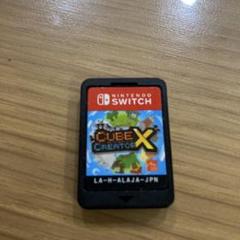 NINTENDO
SWITCH
CUBE
CREATOR X
LA-H-ALAJA-JPN